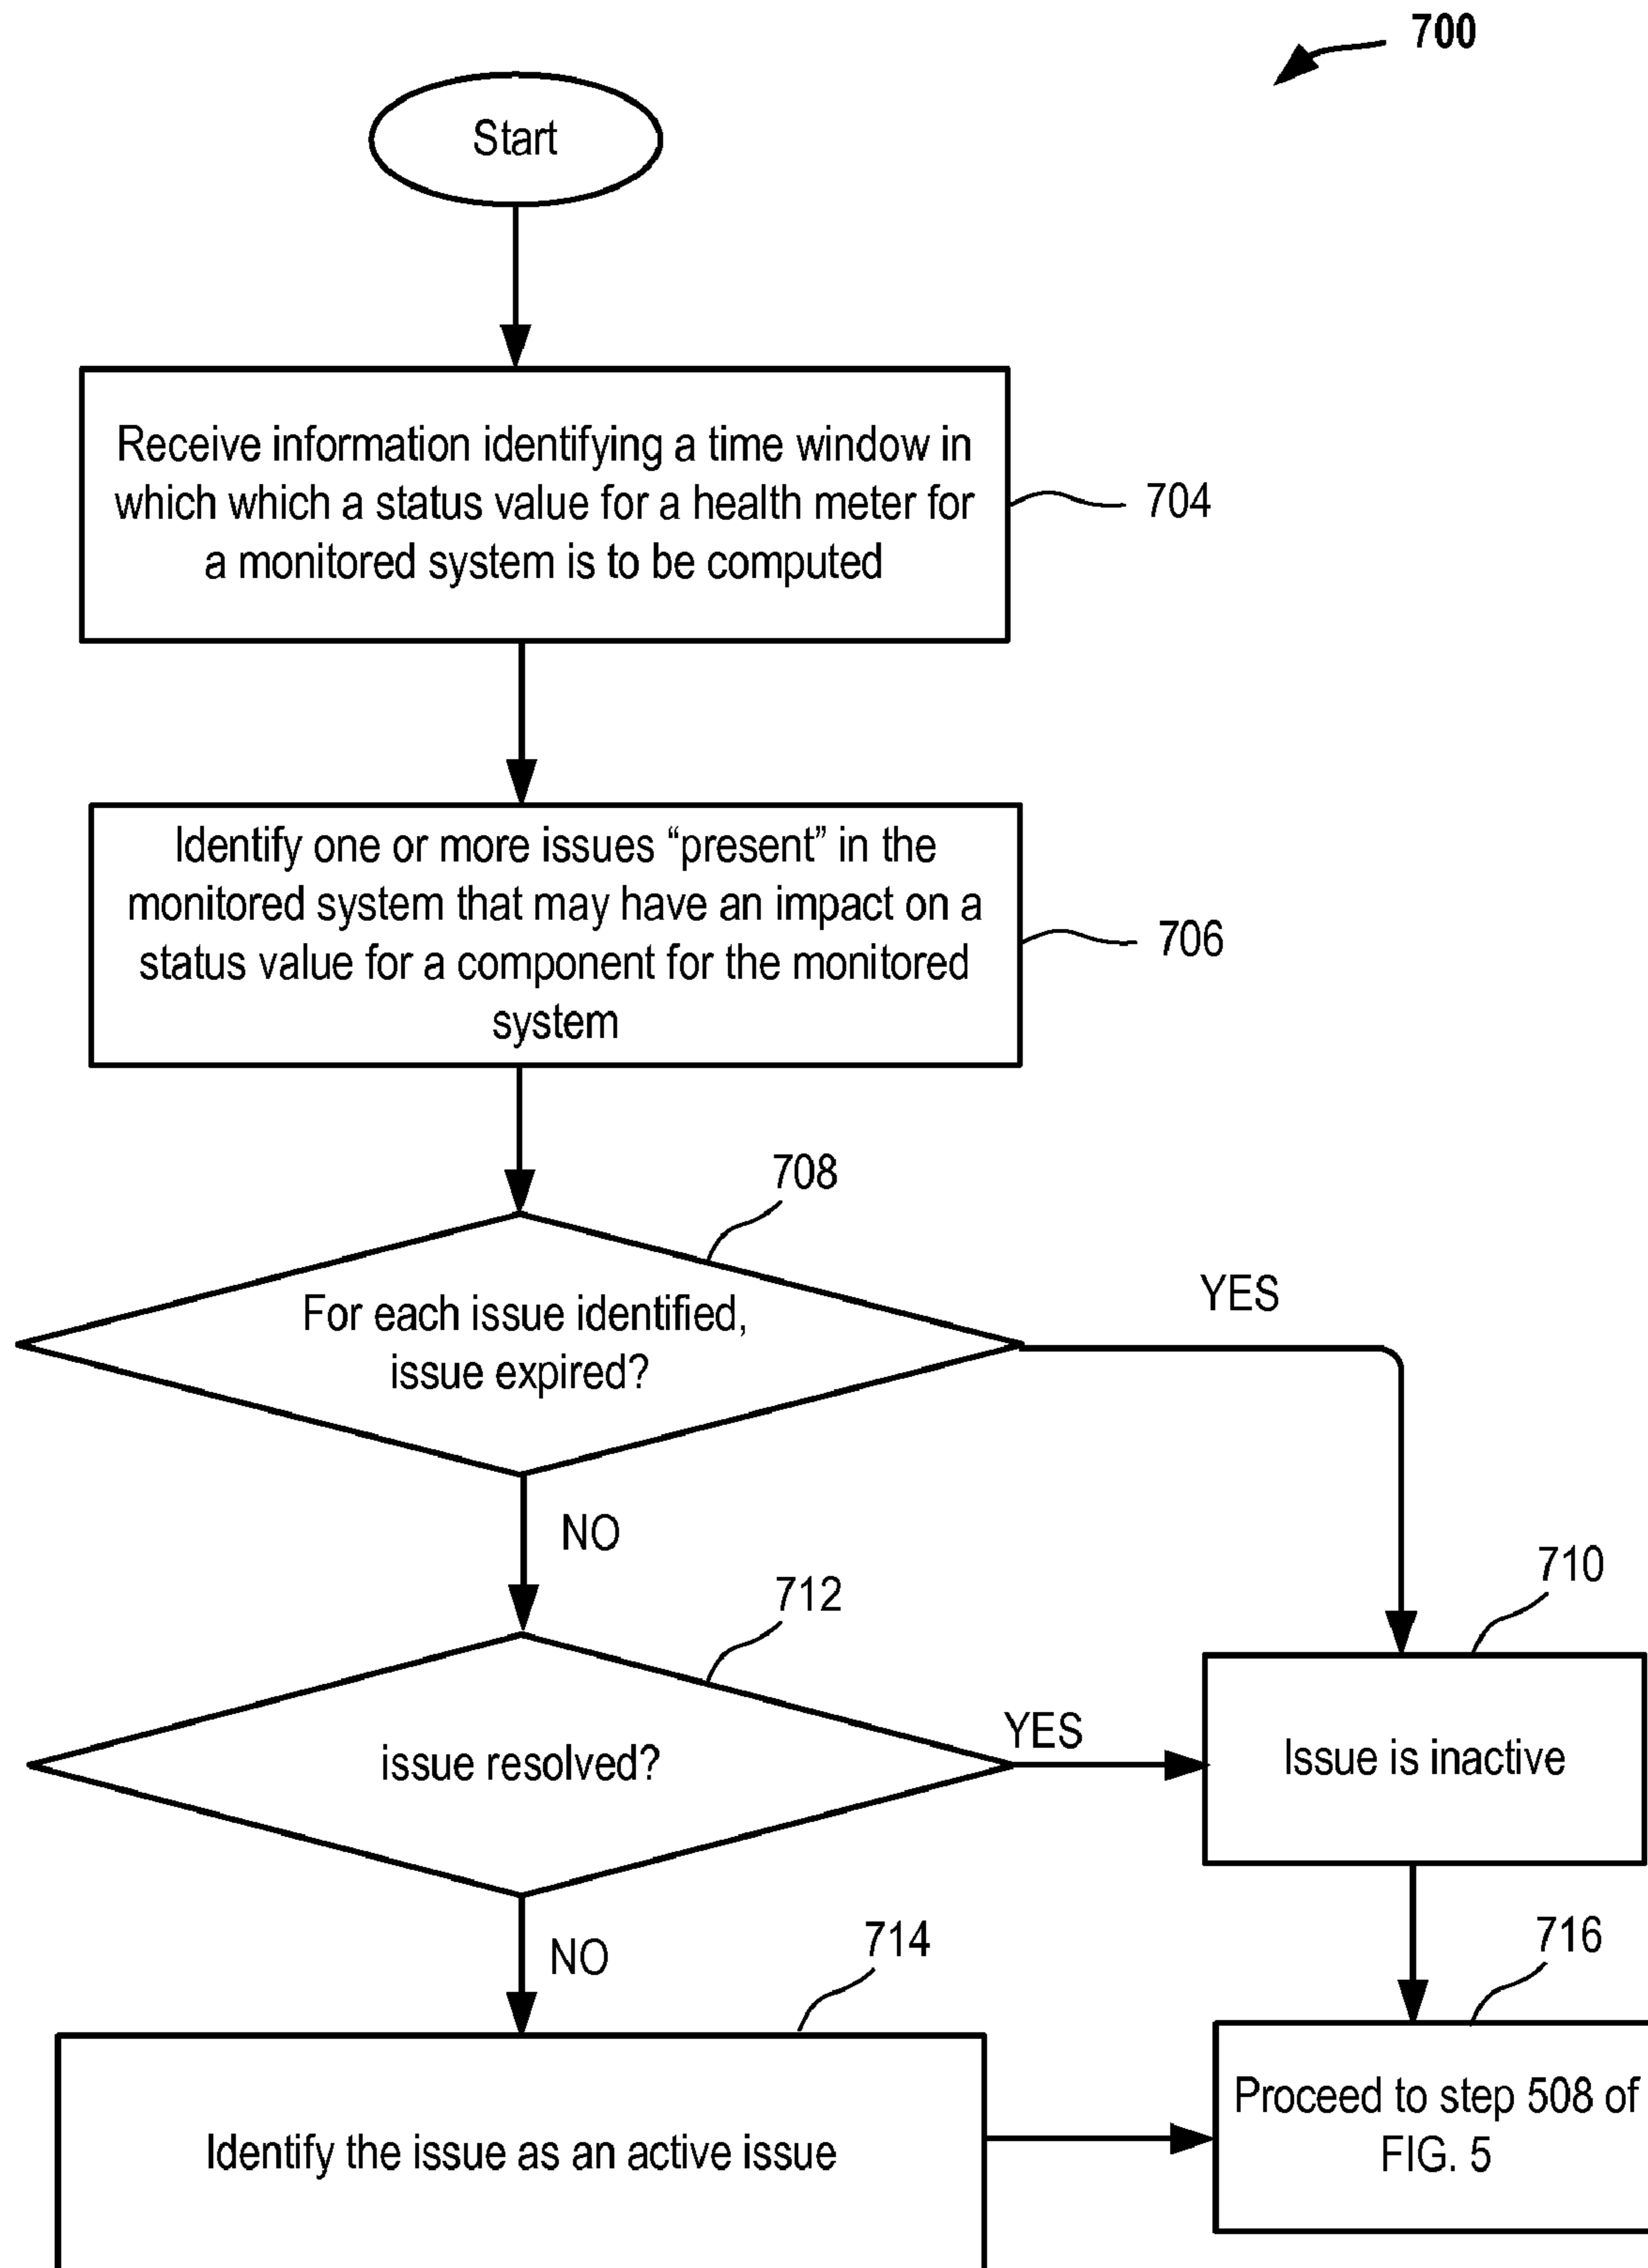 700
Start
Receive information identifying a time window in
which which a status value for a health meter for
a monitored system is to be computed
704
Identify one or more issues “present” in the
monitored system that may have an impact on a
status value for a component for the monitored
system
706
708
For each issue identified,
issue expired?
YES
NO
710
712
issue resolved?
YES
Issue is inactive
NO
714
716
Identify the issue as an active issue
Proceed to step 508 of
FIG. 5